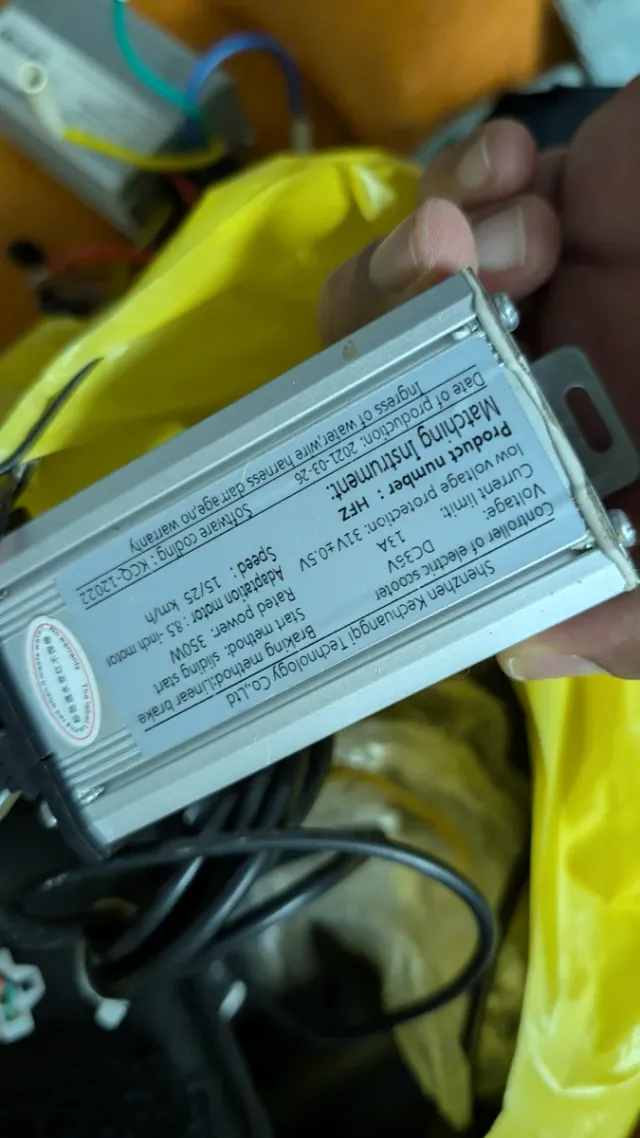 Shenzhen Kechuangqi Technology Co.,Ltd
Controller of electric scooter
Braking method:Linear brake
Voltage: DC36V
Start method: sliding start
Current limit: 13A
Rated power: 350W
low voltage protection: 31V±0.5V
Adaptation motor: 8.5 -inch motor
Product number : HFZ
Speed : 15/25 km/h
Matching Instrument:
Date of production: 2021-03-26
Software coding : KCQ-12022
Ingress of water,wire harness damage,no warranty
No warranty